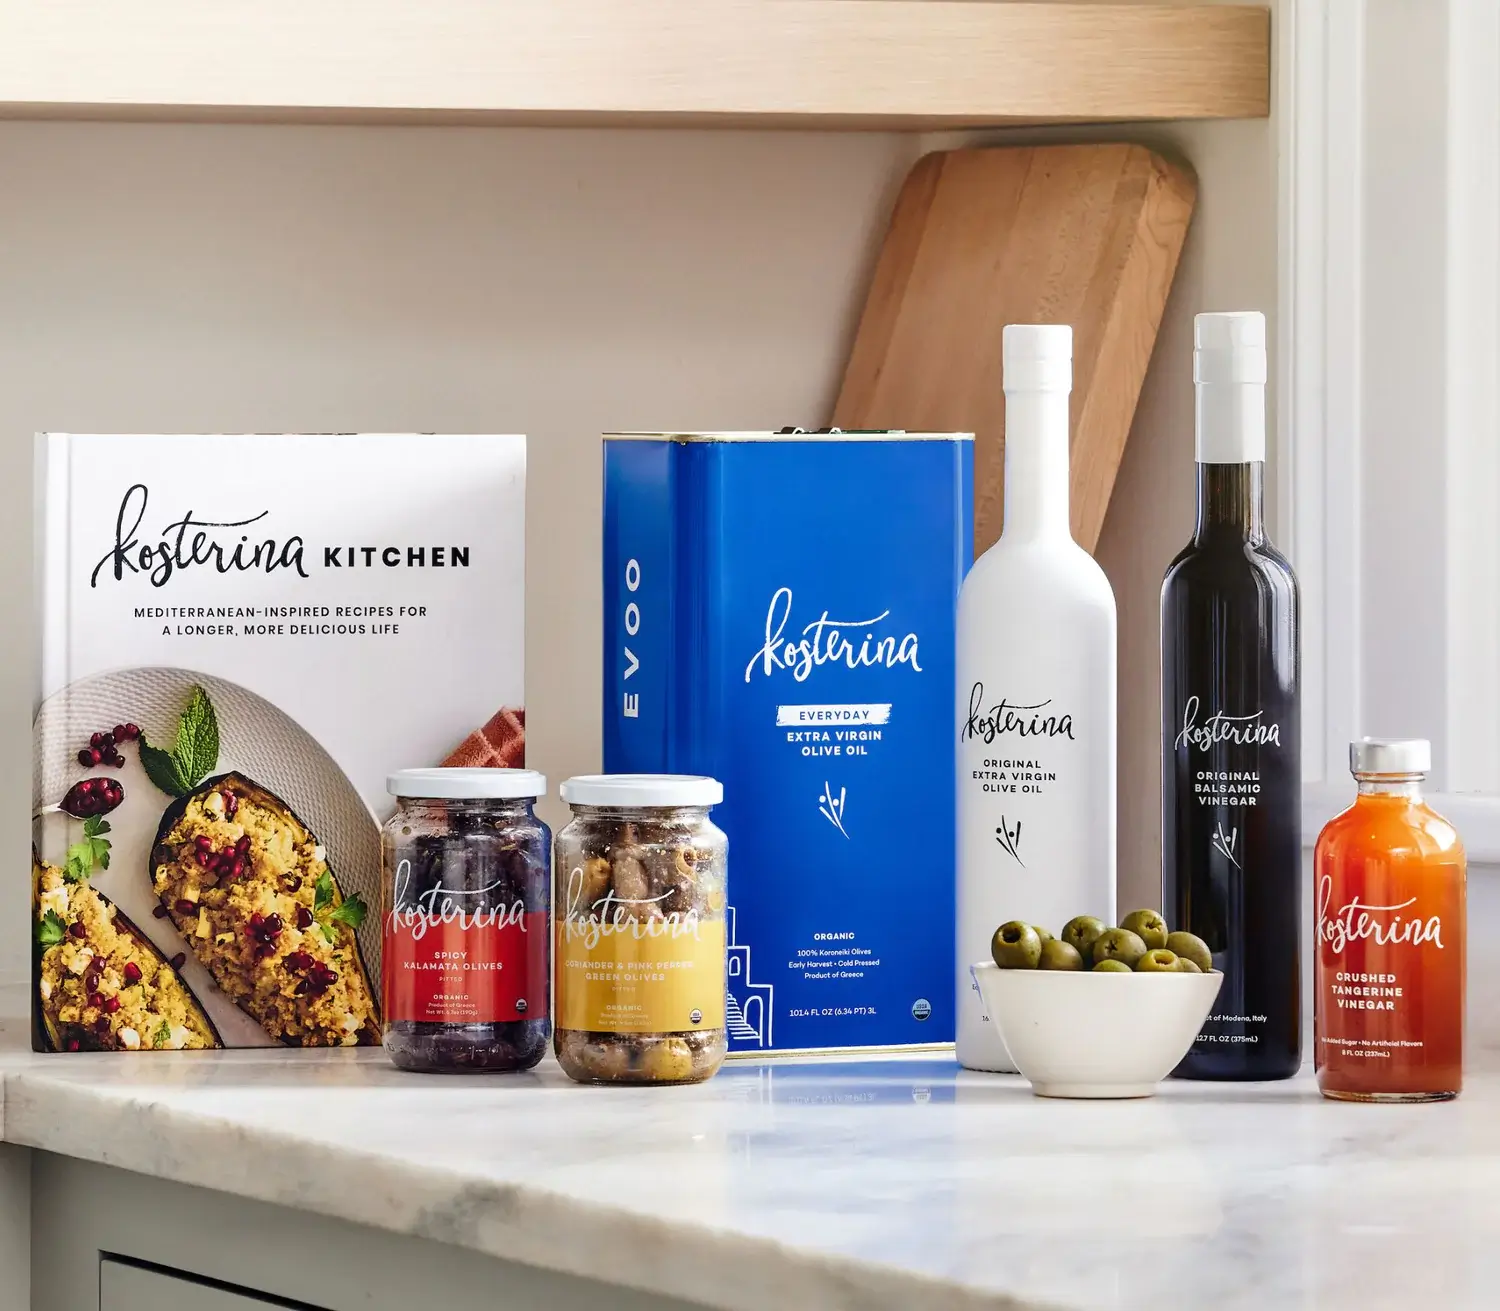 kosterina KITCHEN
MEDITERRANEAN-INSPIRED RECIPES FOR
A LONGER, MORE DELICIOUS LIFE
kosterina
SPICY
KALAMATA OLIVES
PITTED
ORGANIC
Product of Greece
kosterina
CORIANDER & PINK PEPPER
GREEN OLIVES
PITTED
ORGANIC
EVOO
kosterina
EVERYDAY
EXTRA VIRGIN
OLIVE OIL
ORGANIC
100% Koroneiki Olives
Early Harvest • Cold Pressed
Product of Greece
101.4 FL OZ (6.34 PT) 3L
USDA
ORGANIC
kosterina
ORIGINAL
EXTRA VIRGIN
OLIVE OIL
16
kosterina
ORIGINAL
BALSAMIC
VINEGAR
of Modena, Italy
12.7 FL OZ (375mL)
kosterina
CRUSHED
TANGERINE
VINEGAR
Added Sugar • No Artificial Flavors
8 FL OZ (237mL)